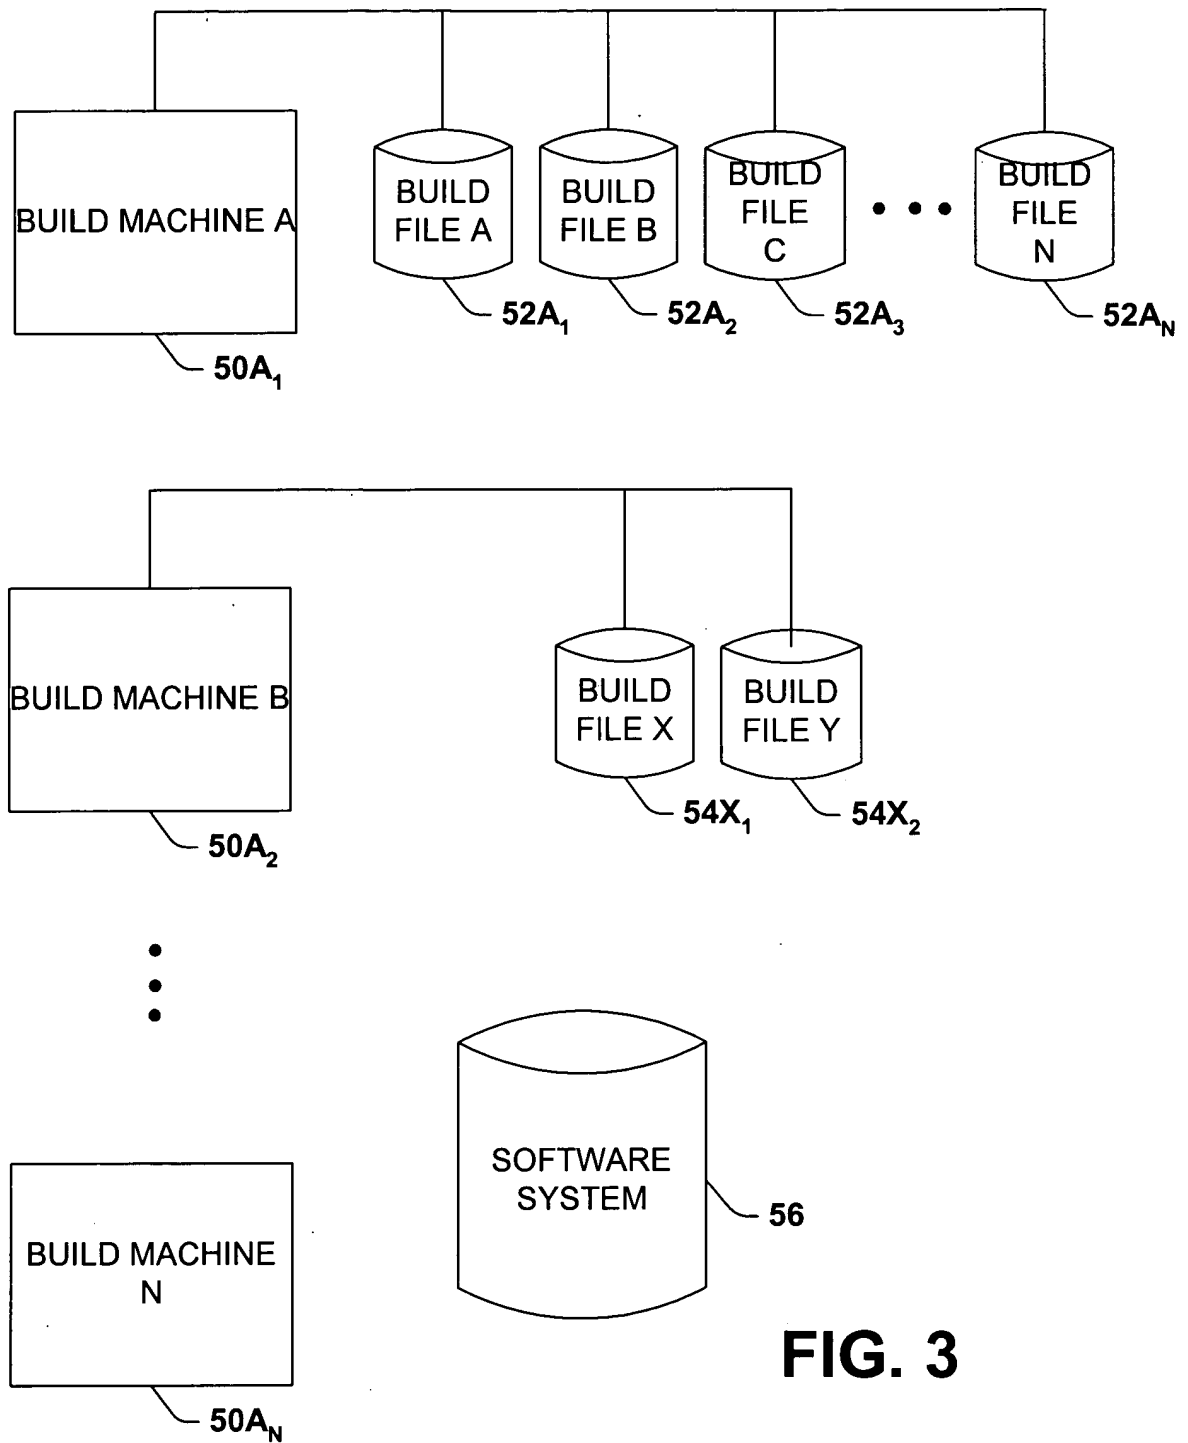 BUILD MACHINE A
BUILD
FILE A
BUILD
FILE B
BUILD
FILE
C
BUILD
FILE
N
52A1
52A2
52A3
52AN
50A1
BUILD MACHINE B
BUILD
FILE X
BUILD
FILE Y
54X1
54X2
50A2
SOFTWARE
SYSTEM
56
BUILD MACHINE
N
50AN
FIG. 3